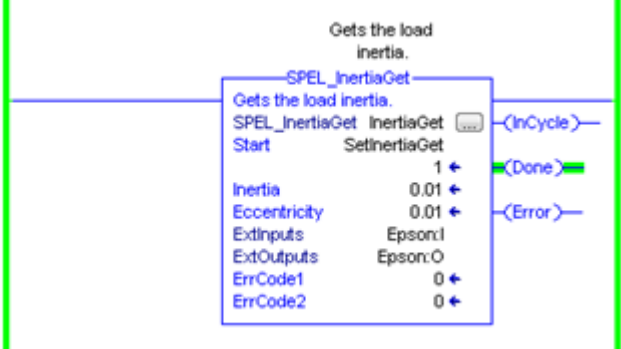 Gets the load
inertia.
SPEL_InertiaGet
Gets the load inertia.
SPEL_InertiaGet InertiaGet ...
(InCycle)
Start SetInertiaGet
1
(Done)
Inertia 0.01
Eccentricity 0.01
(Error)
ExtInputs Epson:I
ExtOutputs Epson:O
ErrCode1 0
ErrCode2 0